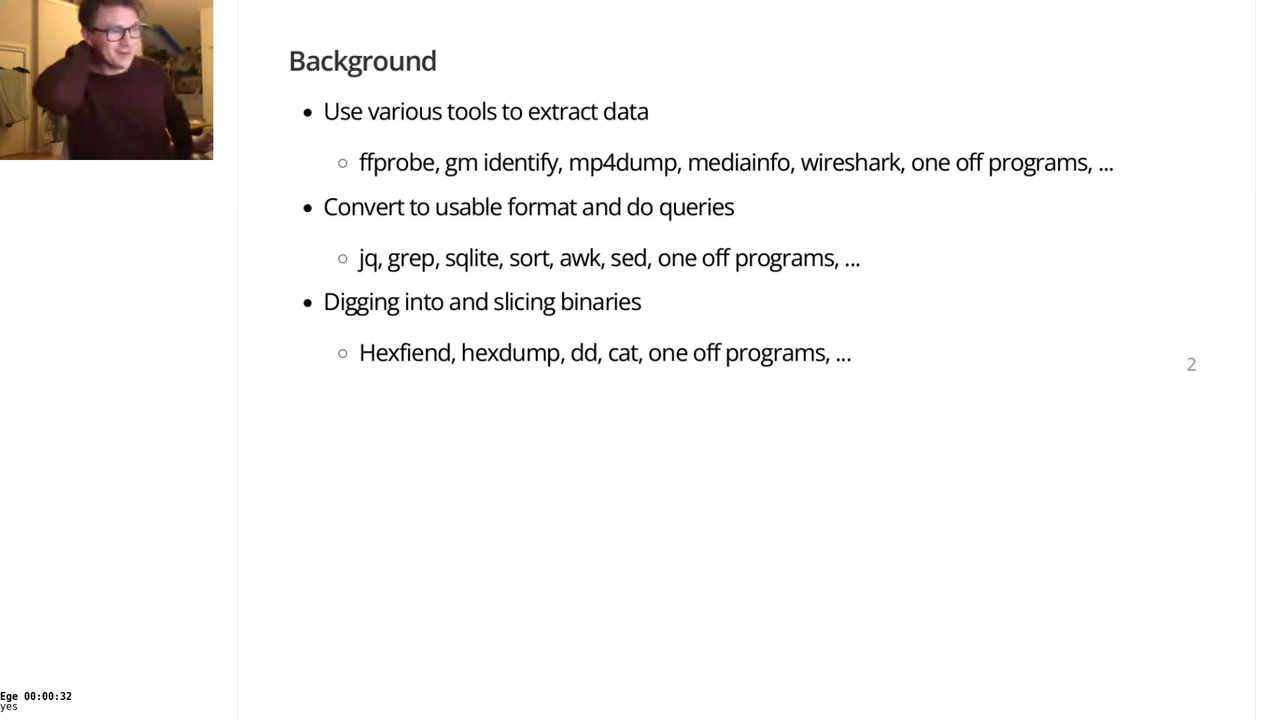 Background
• Use various tools to extract data
○ ffprobe, gm identify, mp4dump, mediainfo, wireshark, one off programs, ...
• Convert to usable format and do queries
○ jq, grep, sqlite, sort, awk, sed, one off programs, ...
• Digging into and slicing binaries
○ Hexfiend, hexdump, dd, cat, one off programs, ...
2
Ege 00:00:32
yes